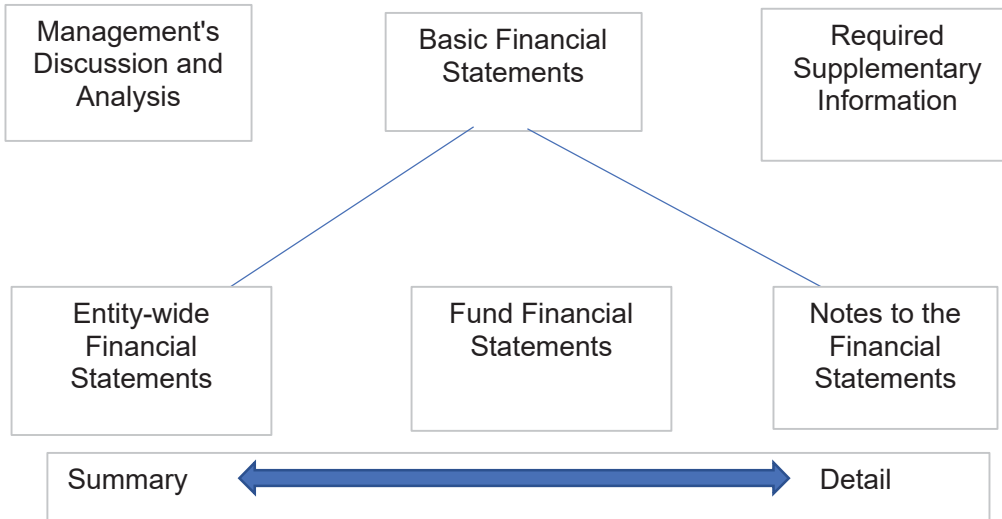 Management's
Discussion and
Analysis
Basic Financial
Statements
Required
Supplementary
Information
Entity-wide
Financial
Statements
Fund Financial
Statements
Notes to the
Financial
Statements
Summary
Detail